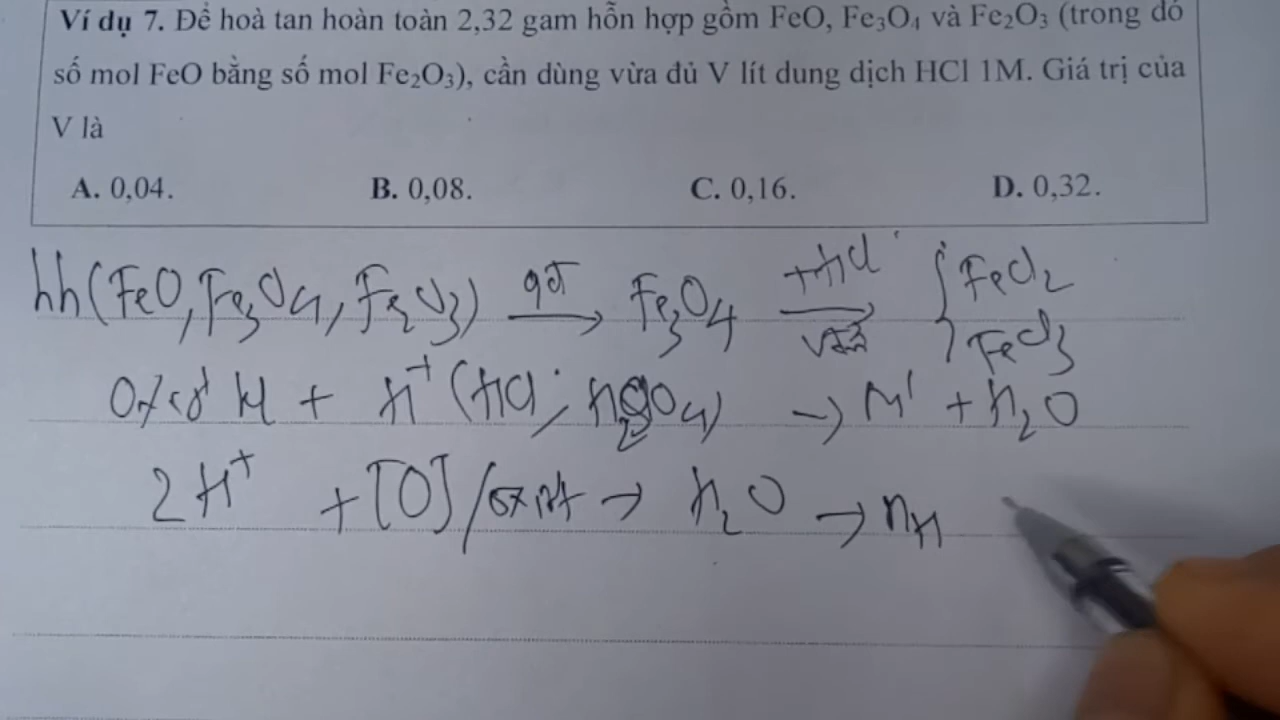 Ví dụ 7. Để hoà tan hoàn toàn 2,32 gam hỗn hợp gồm FeO, Fe₃O₄ và Fe₂O₃ (trong đó
số mol FeO bằng số mol Fe₂O₃), cần dùng vừa đủ V lít dung dịch HCl 1M. Giá trị của
V là
A. 0,04. B. 0,08. C. 0,16. D. 0,32.
hh(FeO, Fe₃O₄, Fe₂O₃) qđ → Fe₃O₄ +HCl → { FeCl₂
FeCl₃
+ H⁺ (HCl; H₂SO₄) → M' + H₂O
2H⁺ + [O]/ → H₂O → nH